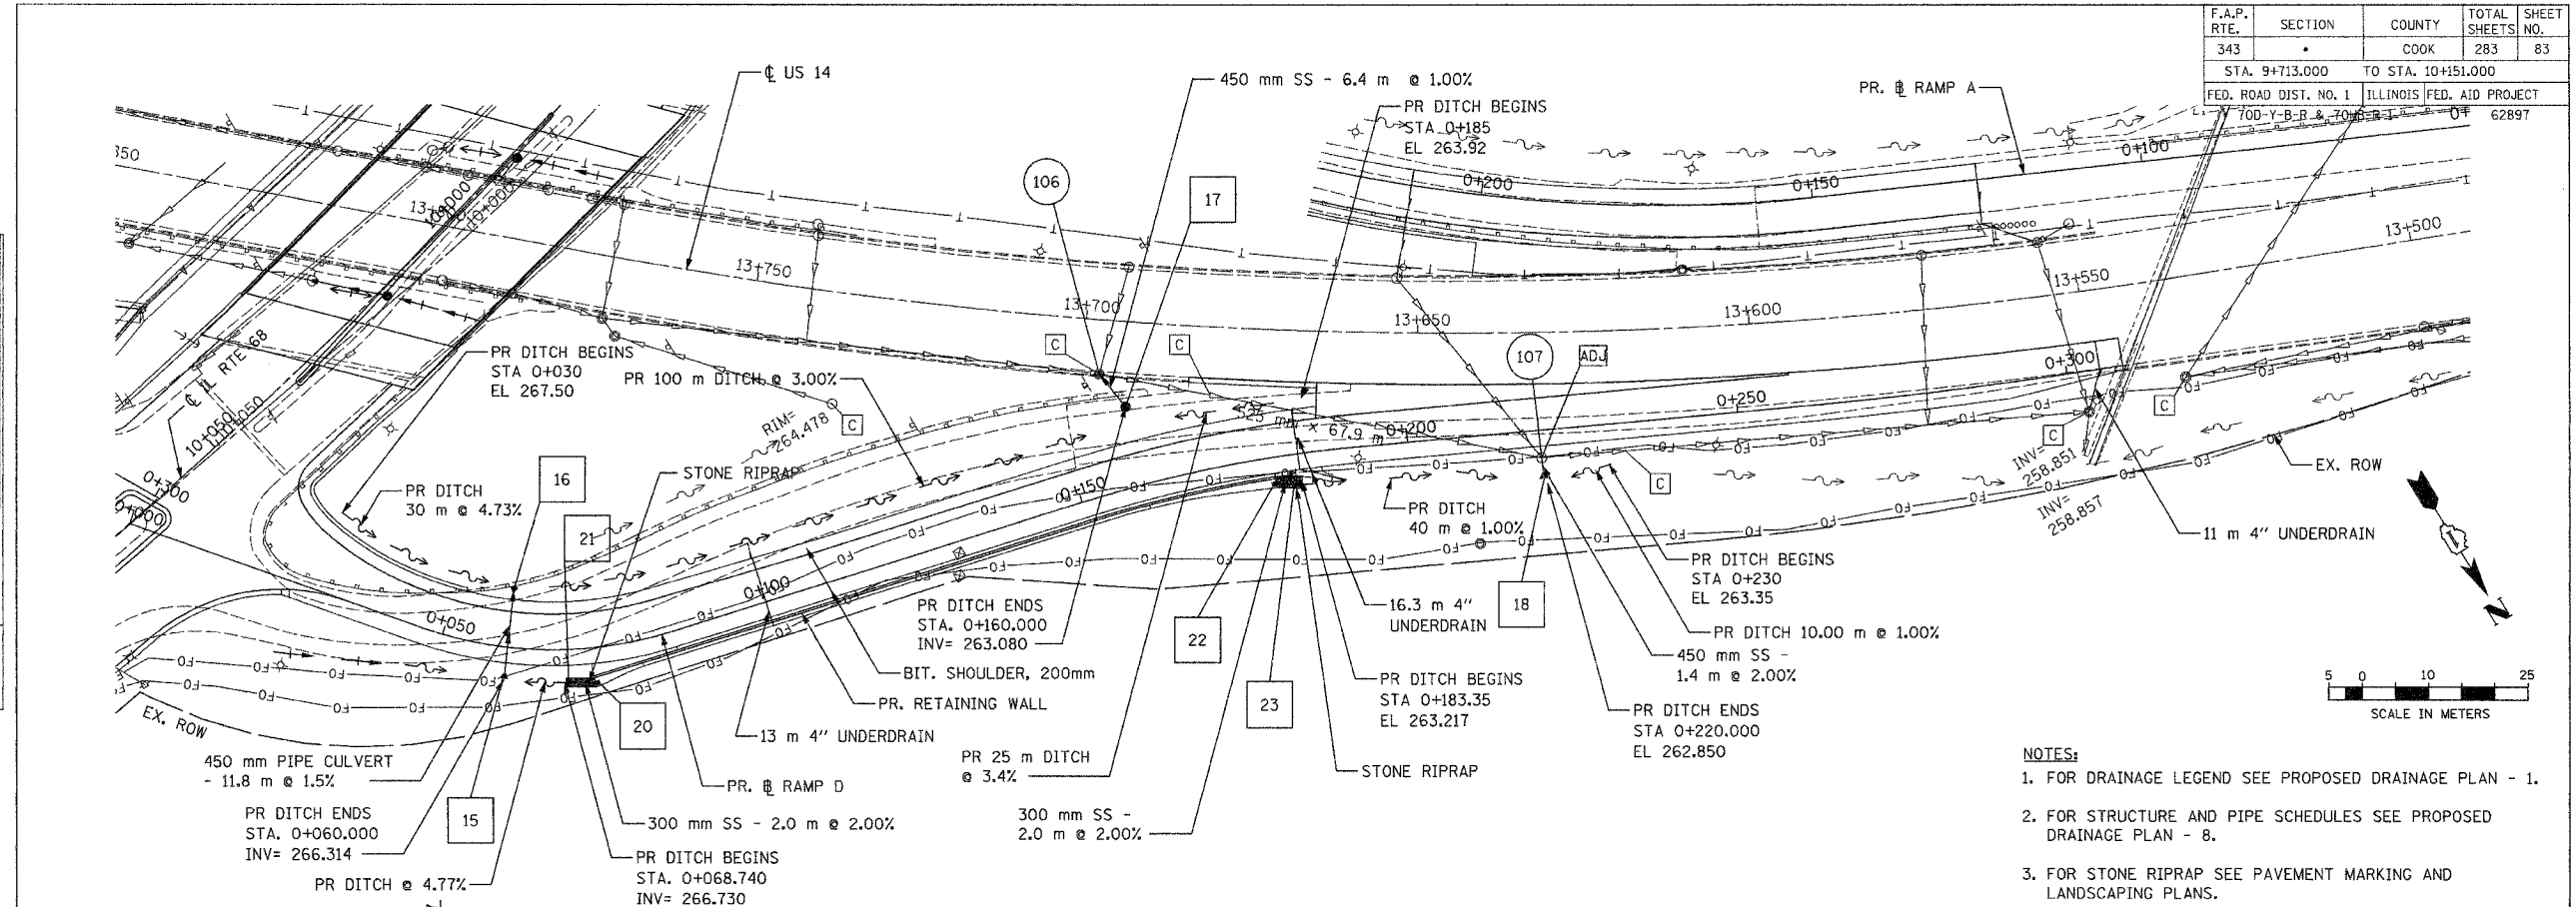 F.A.P. RTE. SECTION COUNTY TOTAL SHEETS SHEET NO.
343 • COOK 283 83
STA. 9+713.000 TO STA. 10+151.000
FED. ROAD DIST. NO. 1 ILLINOIS FED. AID PROJECT
62897
℄ US 14
450 mm SS - 6.4 m @ 1.00%
PR DITCH BEGINS
STA 0+185
EL 263.92
PR. ⅊ RAMP A
106
17
0+200
0+150
0+100
10+000
10+000
13+750
13+700
13+650
13+600
13+550
13+500
℄ IL RTE 68
10+050
10+050
0+300
0+000
PR DITCH BEGINS
STA 0+030
EL 267.50
PR 100 m DITCH @ 3.00%
RIM=
264.478
C
C
C
107
ADJ
0+300
0+250
0+200
67.9 m
C
C
C
INV=
258.851
INV=
258.857
EX. ROW
11 m 4" UNDERDRAIN
16
STONE RIPRAP
PR DITCH
30 m @ 4.73%
21
0+150
0+100
0+050
PR DITCH
40 m @ 1.00%
PR DITCH BEGINS
STA 0+230
EL 263.35
16.3 m 4"
UNDERDRAIN
18
22
23
PR DITCH 10.00 m @ 1.00%
450 mm SS -
1.4 m @ 2.00%
PR DITCH ENDS
STA. 0+160.000
INV= 263.080
BIT. SHOULDER, 200mm
PR. RETAINING WALL
PR DITCH BEGINS
STA 0+183.35
EL 263.217
PR DITCH ENDS
STA 0+220.000
EL 262.850
EX. ROW
20
13 m 4" UNDERDRAIN
PR 25 m DITCH
@ 3.4%
STONE RIPRAP
450 mm PIPE CULVERT
- 11.8 m @ 1.5%
15
PR. ⅊ RAMP D
300 mm SS - 2.0 m @ 2.00%
300 mm SS -
2.0 m @ 2.00%
PR DITCH ENDS
STA. 0+060.000
INV= 266.314
PR DITCH @ 4.77%
PR DITCH BEGINS
STA. 0+068.740
INV= 266.730
N
5 0 10 25
SCALE IN METERS
NOTES:
1. FOR DRAINAGE LEGEND SEE PROPOSED DRAINAGE PLAN - 1.
2. FOR STRUCTURE AND PIPE SCHEDULES SEE PROPOSED
DRAINAGE PLAN - 8.
3. FOR STONE RIPRAP SEE PAVEMENT MARKING AND
LANDSCAPING PLANS.